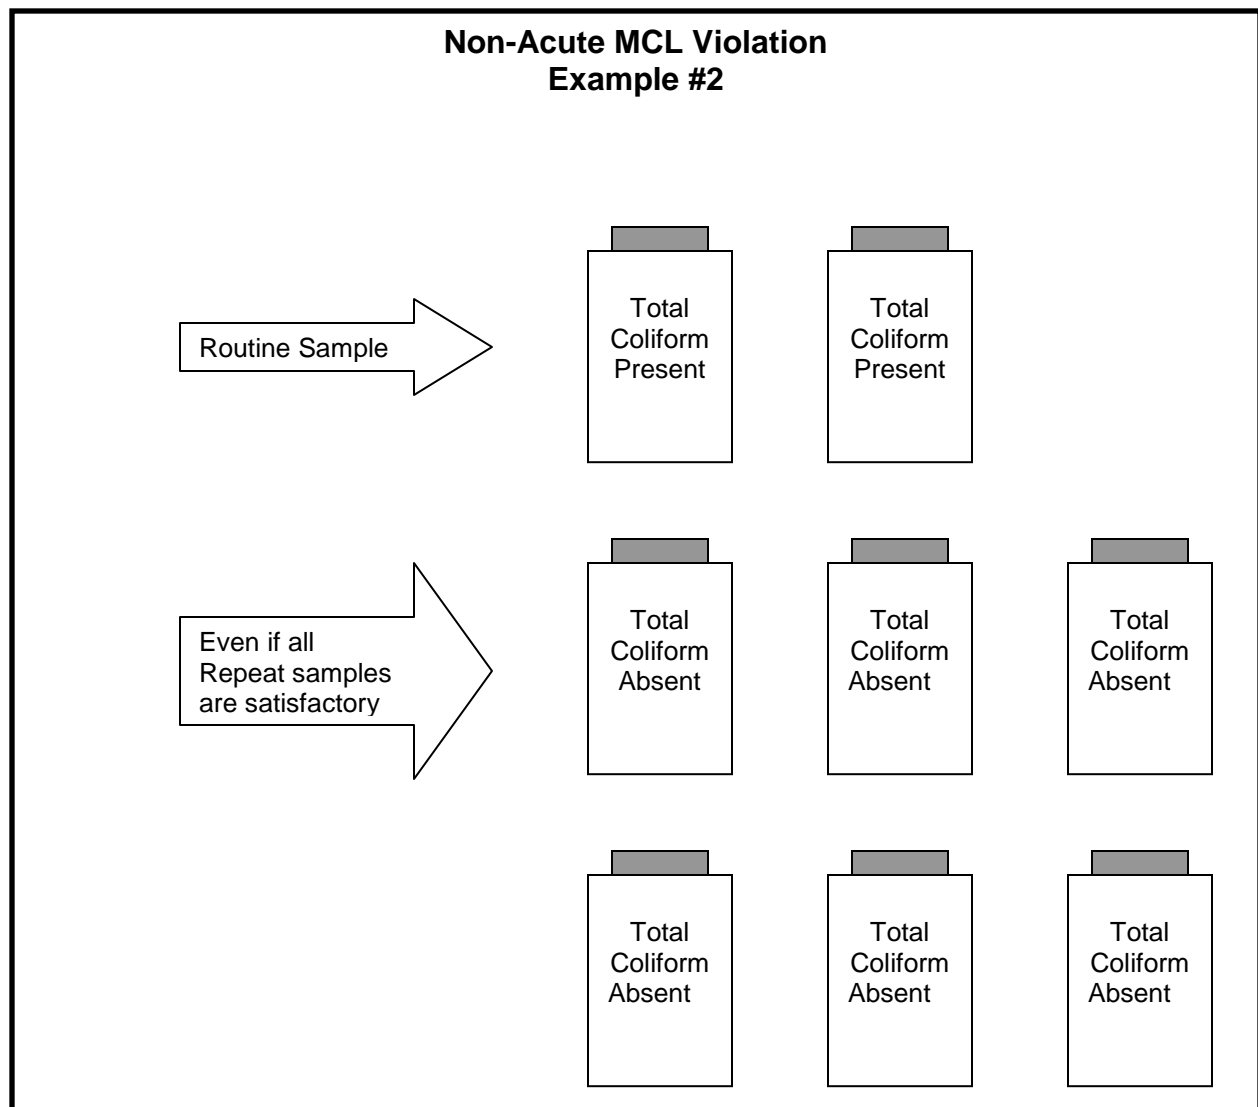 Non-Acute MCL Violation
Example #2
Routine Sample
Total
Coliform
Present
Total
Coliform
Present
Even if all
Repeat samples
are satisfactory
Total
Coliform
Absent
Total
Coliform
Absent
Total
Coliform
Absent
Total
Coliform
Absent
Total
Coliform
Absent
Total
Coliform
Absent